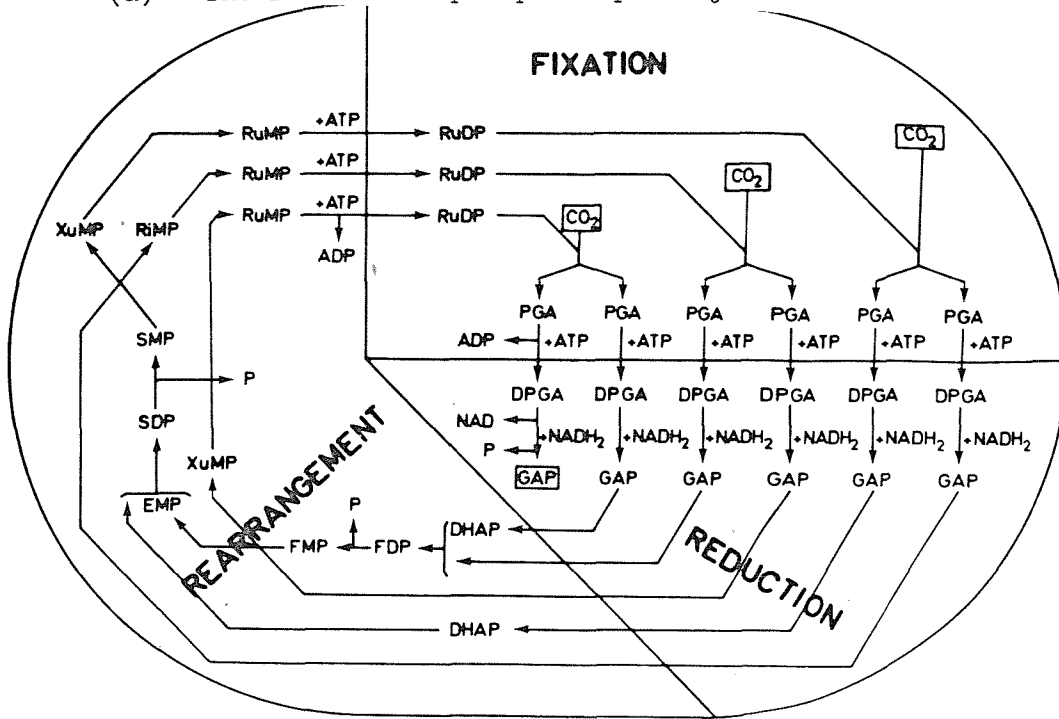 FIXATION
RuMP +ATP RuDP
CO2
RuMP +ATP RuDP
CO2
RuMP +ATP RuDP
CO2
XuMP RiMP
ADP
PGA PGA PGA PGA PGA PGA
SMP
ADP +ATP +ATP +ATP +ATP +ATP +ATP
P
DPGA DPGA DPGA DPGA DPGA DPGA
SDP
NAD +NADH2 +NADH2 +NADH2 +NADH2 +NADH2 +NADH2
P
XuMP
GAP GAP GAP GAP GAP GAP
EMP
P
DHAP
FMP FDP
REARRANGEMENT
REDUCTION
DHAP